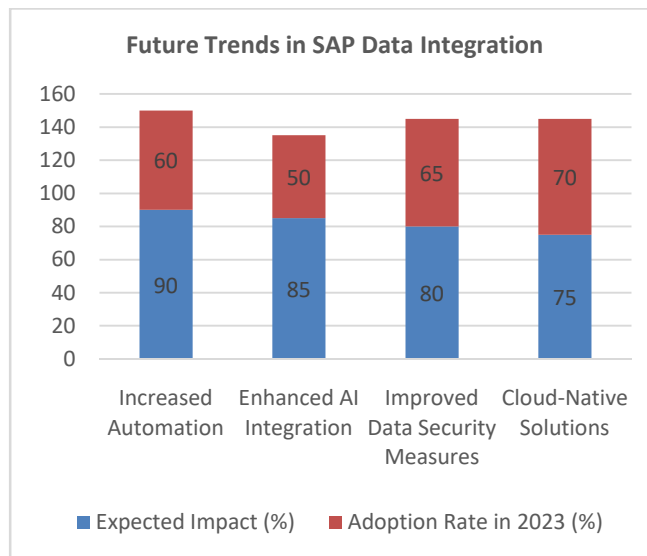 Future Trends in SAP Data Integration
160
140
120
100
80
60
40
20
0
60
50
65
70
90
85
80
75
Increased
Automation
Enhanced AI
Integration
Improved
Data Security
Measures
Cloud-Native
Solutions
Expected Impact (%)
Adoption Rate in 2023 (%)